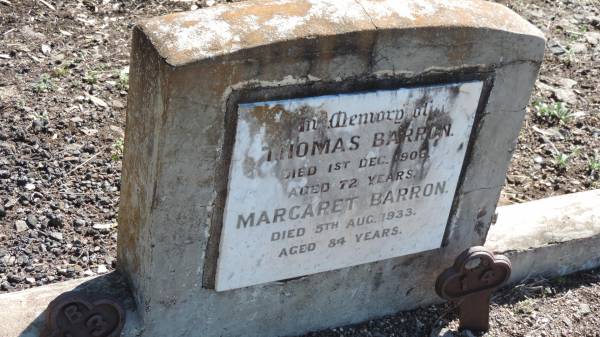 In Memory of
THOMAS BARRON.
DIED 1ST DEC. 1906.
AGED 72 YEARS.
MARGARET BARRON.
DIED 5TH AUG. 1933.
AGED 84 YEARS.